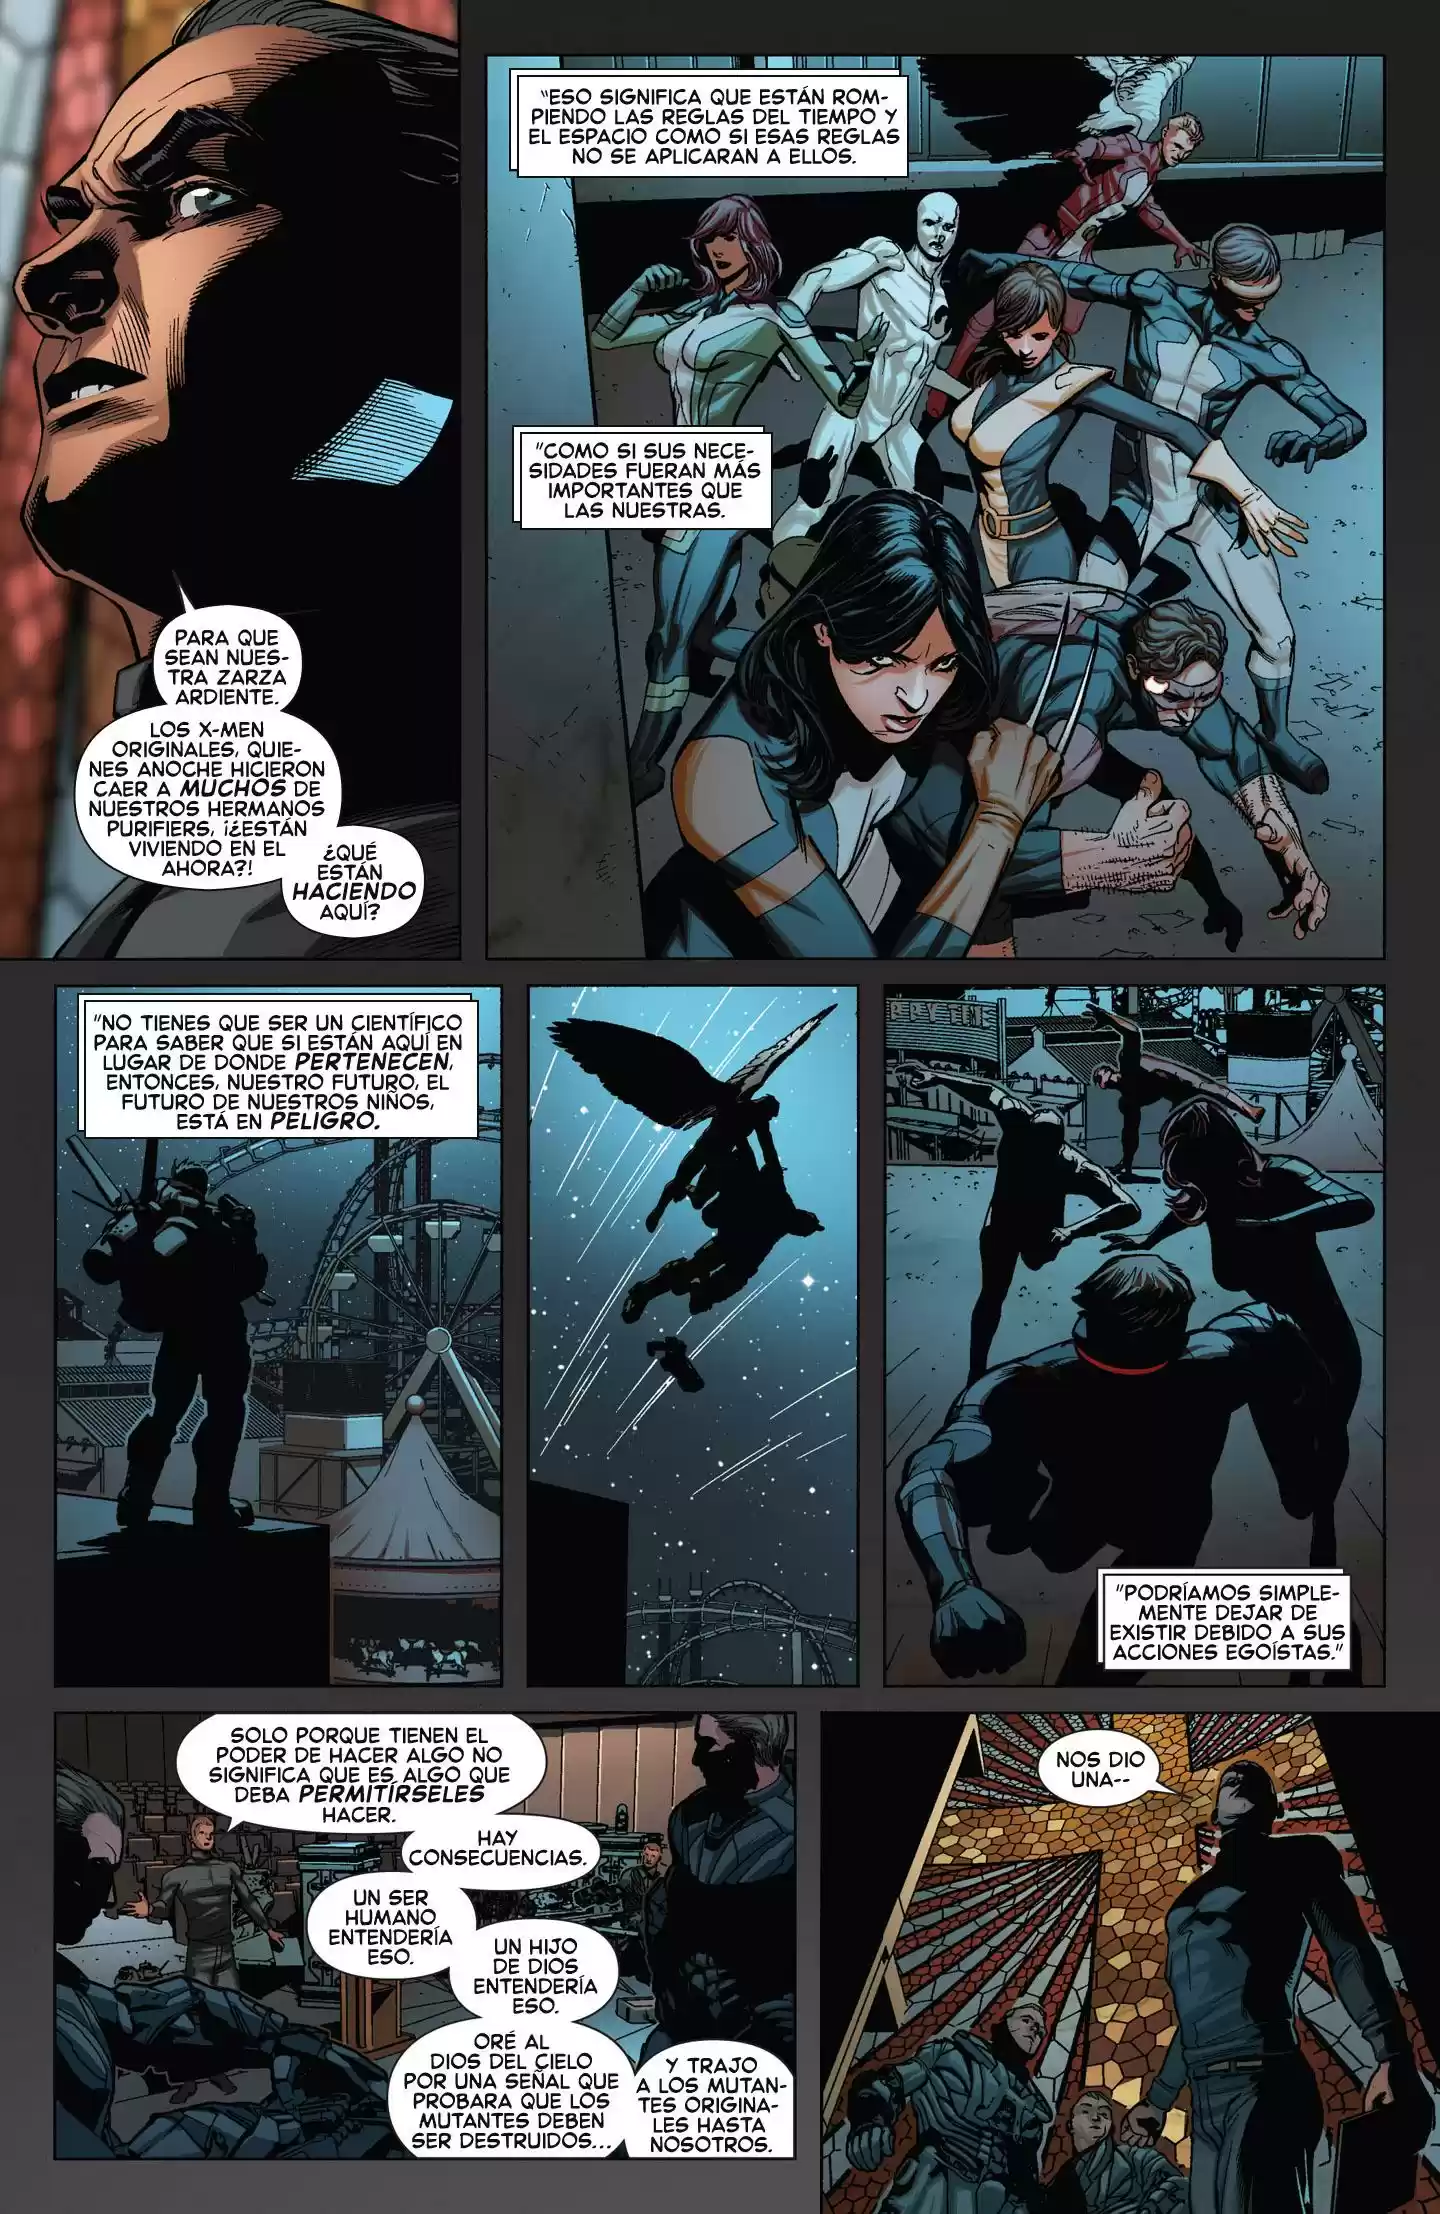 PARA QUE
SEAN NUES-
TRA ZARZA
ARDIENTE.
LOS X-MEN
ORIGINALES, QUIE-
NES ANOCHE HICIERON
CAER A MUCHOS DE
NUESTROS HERMANOS
PURIFIERS, ¡¿ESTÁN
VIVIENDO EN EL
AHORA?!
¿QUÉ
ESTÁN
HACIENDO
AQUÍ?
"ESO SIGNIFICA QUE ESTÁN ROM-
PIENDO LAS REGLAS DEL TIEMPO Y
EL ESPACIO COMO SI ESAS REGLAS
NO SE APLICARAN A ELLOS.
"COMO SI SUS NECE-
SIDADES FUERAN MÁS
IMPORTANTES QUE
LAS NUESTRAS.
"NO TIENES QUE SER UN CIENTÍFICO
PARA SABER QUE SI ESTÁN AQUÍ EN
LUGAR DE DONDE PERTENECEN,
ENTONCES, NUESTRO FUTURO, EL
FUTURO DE NUESTROS NIÑOS,
ESTÁ EN PELIGRO.
"PODRÍAMOS SIMPLE-
MENTE DEJAR DE
EXISTIR DEBIDO A SUS
ACCIONES EGOÍSTAS."
SOLO PORQUE TIENEN EL
PODER DE HACER ALGO NO
SIGNIFICA QUE ES ALGO QUE
DEBA PERMITÍRSELES
HACER.
HAY
CONSECUENCIAS.
UN SER
HUMANO
ENTENDERÍA
ESO.
UN HIJO
DE DIOS
ENTENDERÍA
ESO.
ORÉ AL
DIOS DEL CIELO
POR UNA SEÑAL QUE
PROBARA QUE LOS
MUTANTES DEBEN
SER DESTRUIDOS...
Y TRAJO
A LOS MUTAN-
TES ORIGINA-
LES HASTA
NOSOTROS.
NOS DIO
UNA--